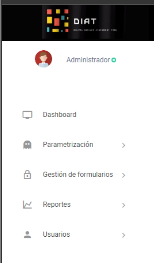 DIAT
Administrador
Dashboard
Parametrización
Gestión de formularios
Reportes
Usuarios